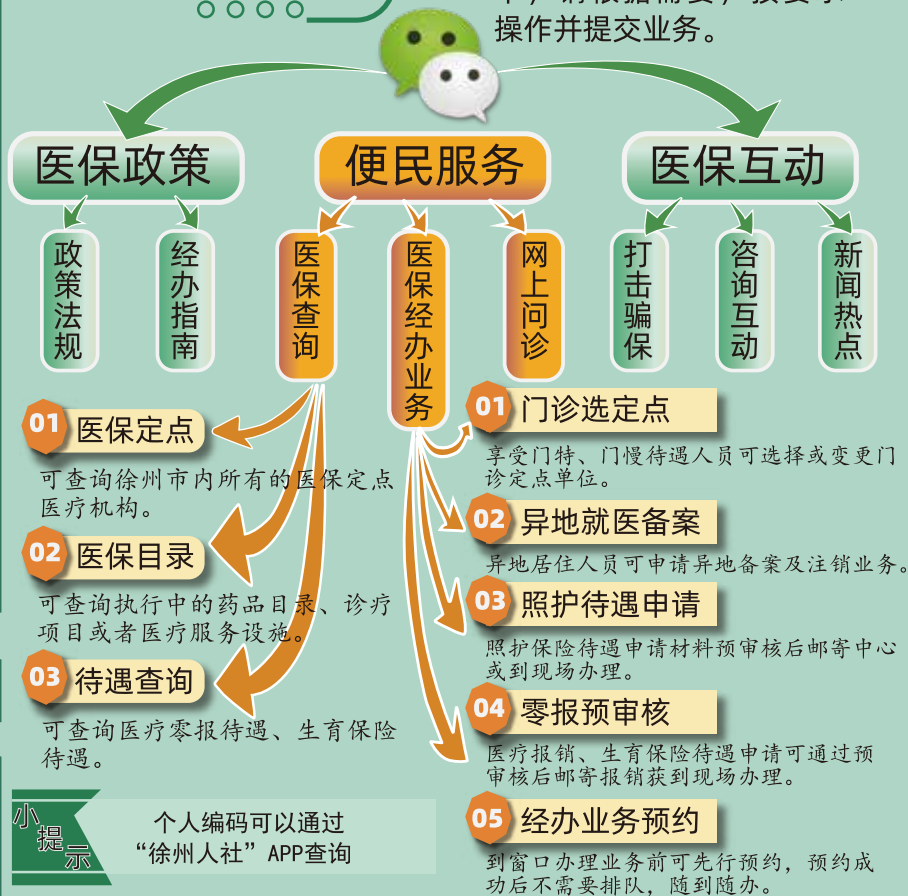 操作并提交业务。
医保政策
便民服务
医保互动
政策法规
经办指南
医保查询
医保经办业务
网上问诊
打击骗保
咨询互动
新闻热点
01 医保定点
可查询徐州市内所有的医保定点
医疗机构。
02 医保目录
可查询执行中的药品目录、诊疗
项目或者医疗服务设施。
03 待遇查询
可查询医疗零报待遇、生育保险
待遇。
01 门诊选定点
享受门特、门慢待遇人员可选择或变更门
诊定点单位。
02 异地就医备案
异地居住人员可申请异地备案及注销业务。
03 照护待遇申请
照护保险待遇申请材料预审核后邮寄中心
或到现场办理。
04 零报预审核
医疗报销、生育保险待遇申请可通过预
审核后邮寄报销获到现场办理。
05 经办业务预约
到窗口办理业务前可先行预约，预约成
功后不需要排队，随到随办。
小提示
个人编码可以通过
“徐州人社”APP查询